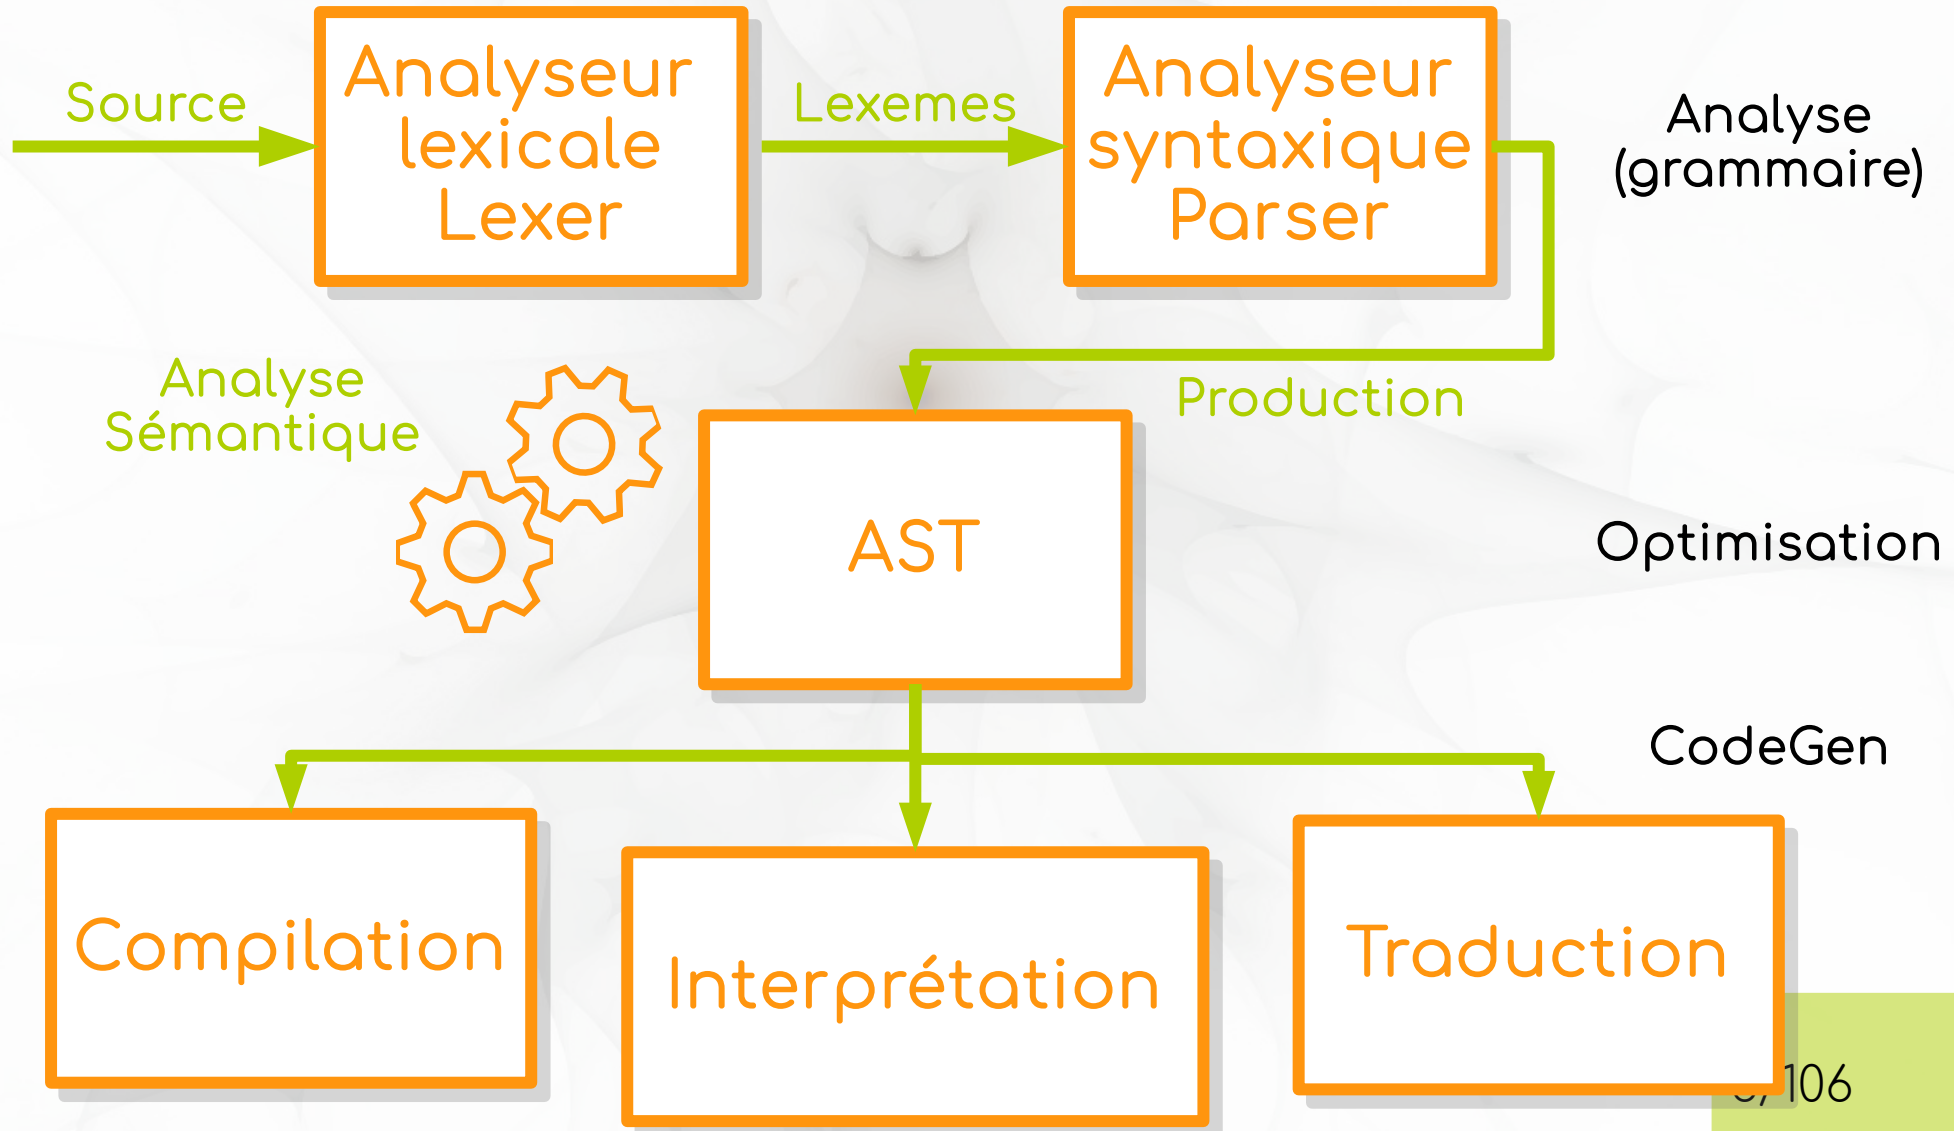 Source
Analyseur
lexicale
Lexer
Lexemes
Analyseur
syntaxique
Parser
Analyse
(grammaire)
Analyse
Sémantique
Production
AST
Optimisation
CodeGen
Compilation
Interprétation
Traduction
106